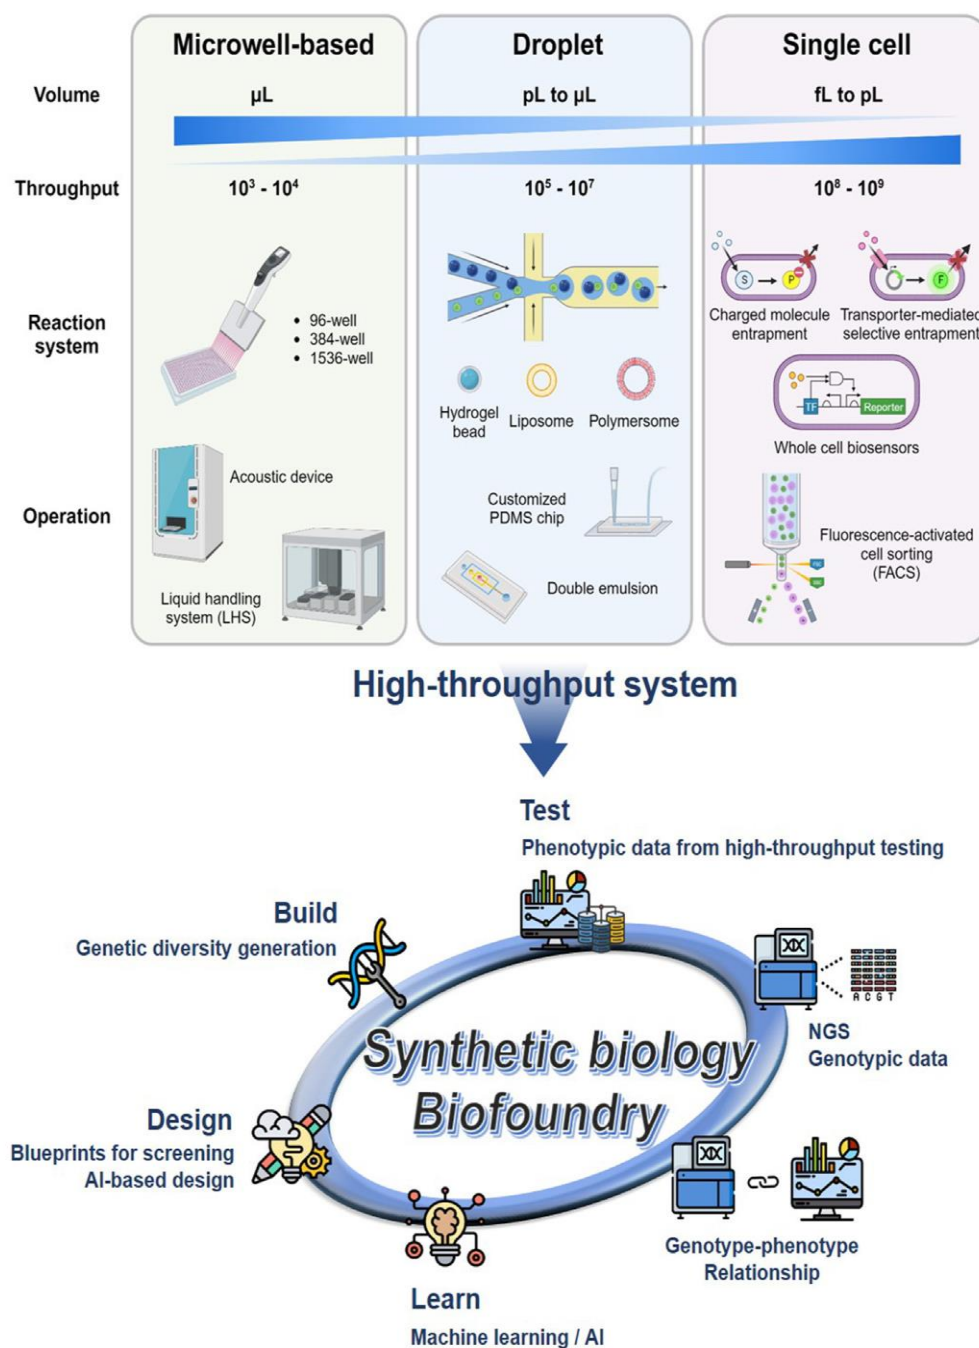 Microwell-based
Droplet
Single cell
Volume
µL
pL to µL
fL to pL
Throughput
10³ - 10⁴
10⁵ - 10⁷
10⁸ - 10⁹
Reaction
system
• 96-well
• 384-well
• 1536-well
Hydrogel
bead
Liposome
Polymersome
S
P
F
Charged molecule
entrapment
Transporter-mediated
selective entrapment
TF
Reporter
Whole cell biosensors
Operation
Acoustic device
Liquid handling
system (LHS)
Customized
PDMS chip
Double emulsion
Fluorescence-activated
cell sorting
(FACS)
High-throughput system
Test
Phenotypic data from high-throughput testing
Build
Genetic diversity generation
A C G T
NGS
Genotypic data
Synthetic biology
Biofoundry
Design
Blueprints for screening
AI-based design
Genotype-phenotype
Relationship
Learn
Machine learning / AI